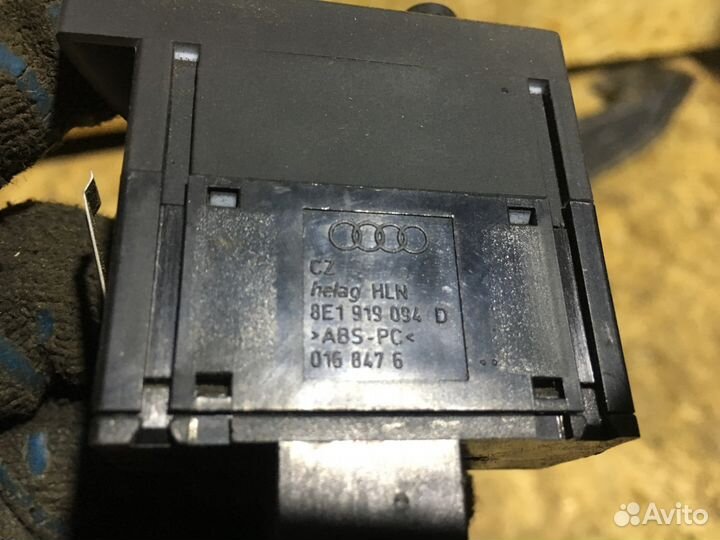 CZ
helag HLN
8E1 919 094 D
>ABS-PC<
016 847 6
Avito